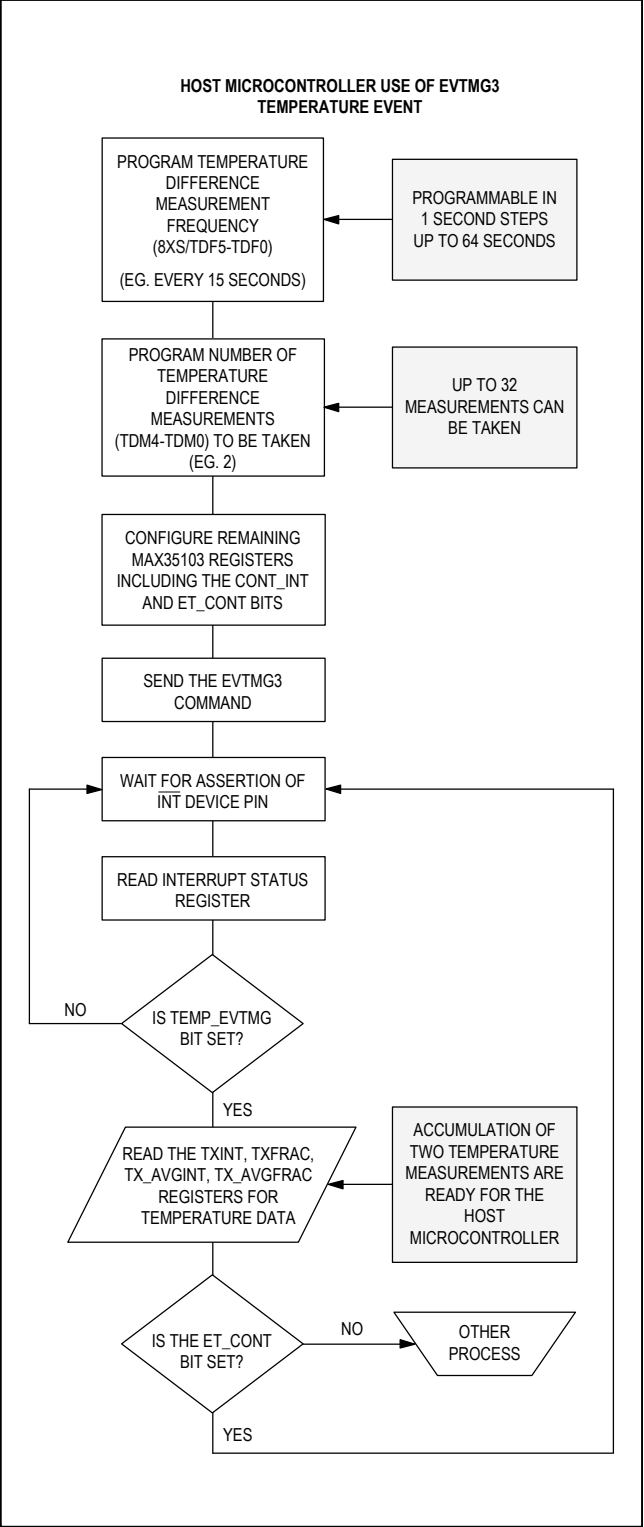 HOST MICROCONTROLLER USE OF EVTMG3
TEMPERATURE EVENT
PROGRAM TEMPERATURE
DIFFERENCE
MEASUREMENT
FREQUENCY
(8XS/TDF5-TDF0)
(EG. EVERY 15 SECONDS)
PROGRAMMABLE IN
1 SECOND STEPS
UP TO 64 SECONDS
PROGRAM NUMBER OF
TEMPERATURE
DIFFERENCE
MEASUREMENTS
(TDM4-TDM0) TO BE TAKEN
(EG. 2)
UP TO 32
MEASUREMENTS CAN
BE TAKEN
CONFIGURE REMAINING
MAX35103 REGISTERS
INCLUDING THE CONT_INT
AND ET_CONT BITS
SEND THE EVTMG3
COMMAND
WAIT FOR ASSERTION OF
INT DEVICE PIN
READ INTERRUPT STATUS
REGISTER
NO
IS TEMP_EVTMG
BIT SET?
YES
READ THE TXINT, TXFRAC,
TX_AVGINT, TX_AVGFRAC
REGISTERS FOR
TEMPERATURE DATA
ACCUMULATION OF
TWO TEMPERATURE
MEASUREMENTS ARE
READY FOR THE
HOST
MICROCONTROLLER
IS THE ET_CONT
BIT SET?
NO
OTHER
PROCESS
YES